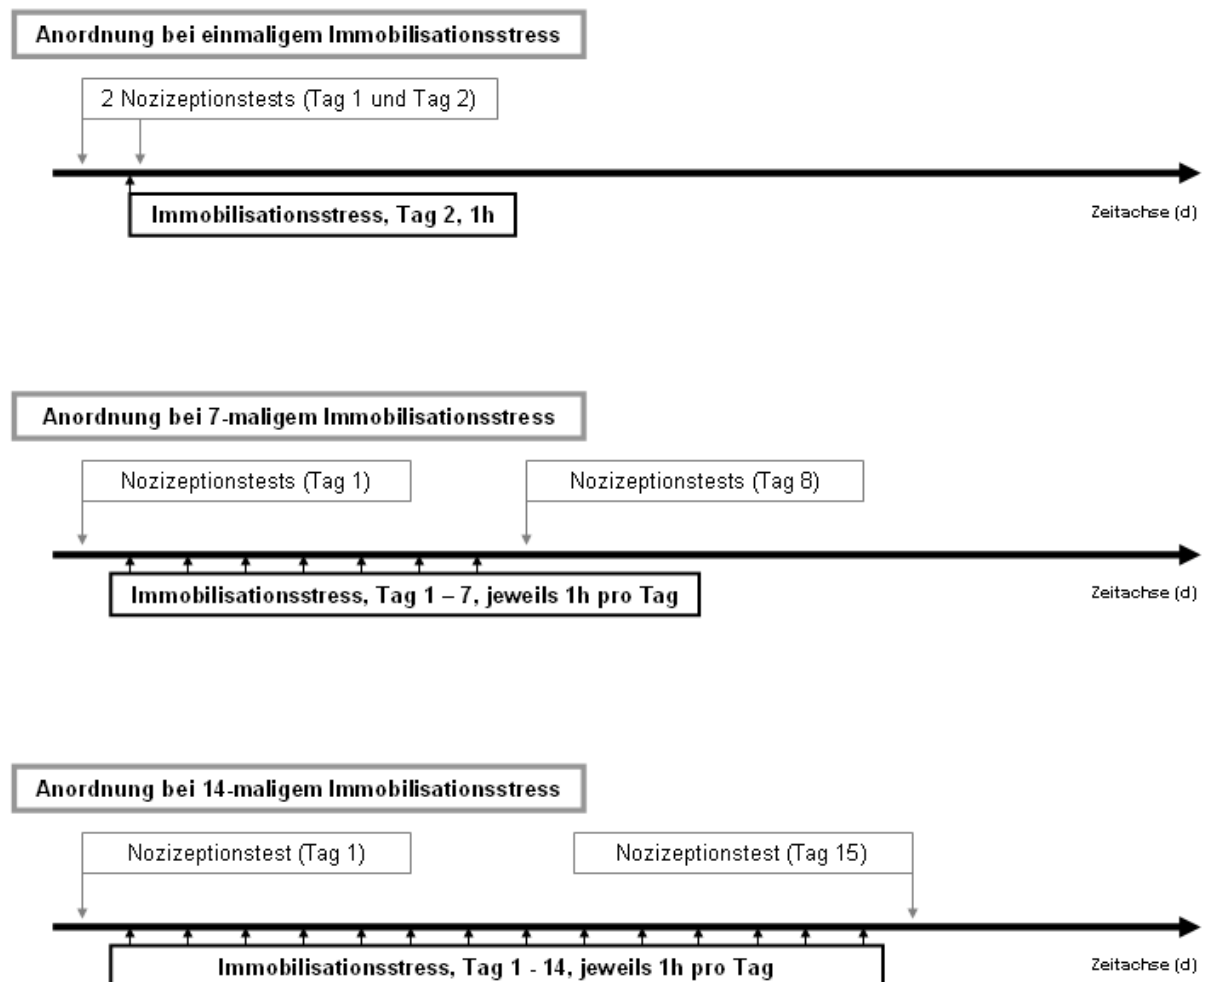 Anordnung bei einmaligem Immobilisationsstress
2 Nozizeptionstests (Tag 1 und Tag 2)
Immobilisationsstress, Tag 2, 1h
Zeitachse (d)
Anordnung bei 7-maligem Immobilisationsstress
Nozizeptionstests (Tag 1)
Nozizeptionstests (Tag 8)
Immobilisationsstress, Tag 1 – 7, jeweils 1h pro Tag
Zeitachse (d)
Anordnung bei 14-maligem Immobilisationsstress
Nozizeptionstest (Tag 1)
Nozizeptionstest (Tag 15)
Immobilisationsstress, Tag 1 - 14, jeweils 1h pro Tag
Zeitachse (d)